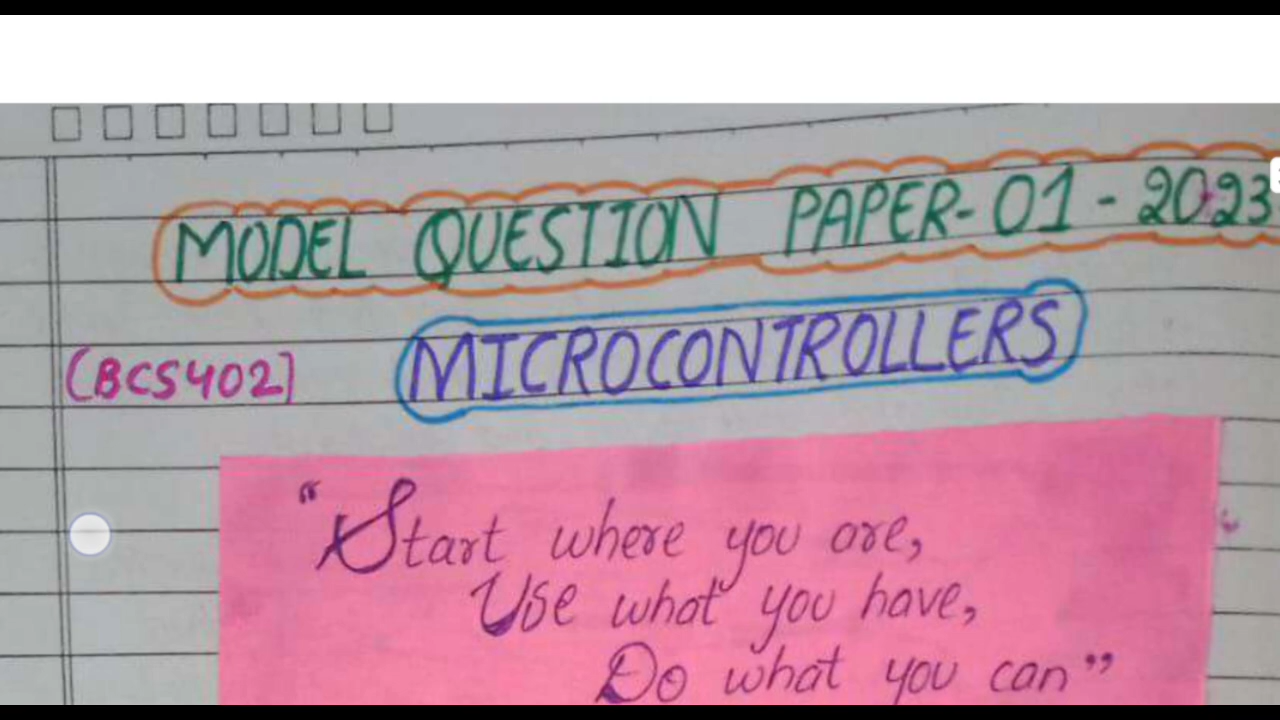 MODEL QUESTION PAPER-01-2023
(BCS402) MICROCONTROLLERS
"Start where you are,
Use what you have,
Do what you can"